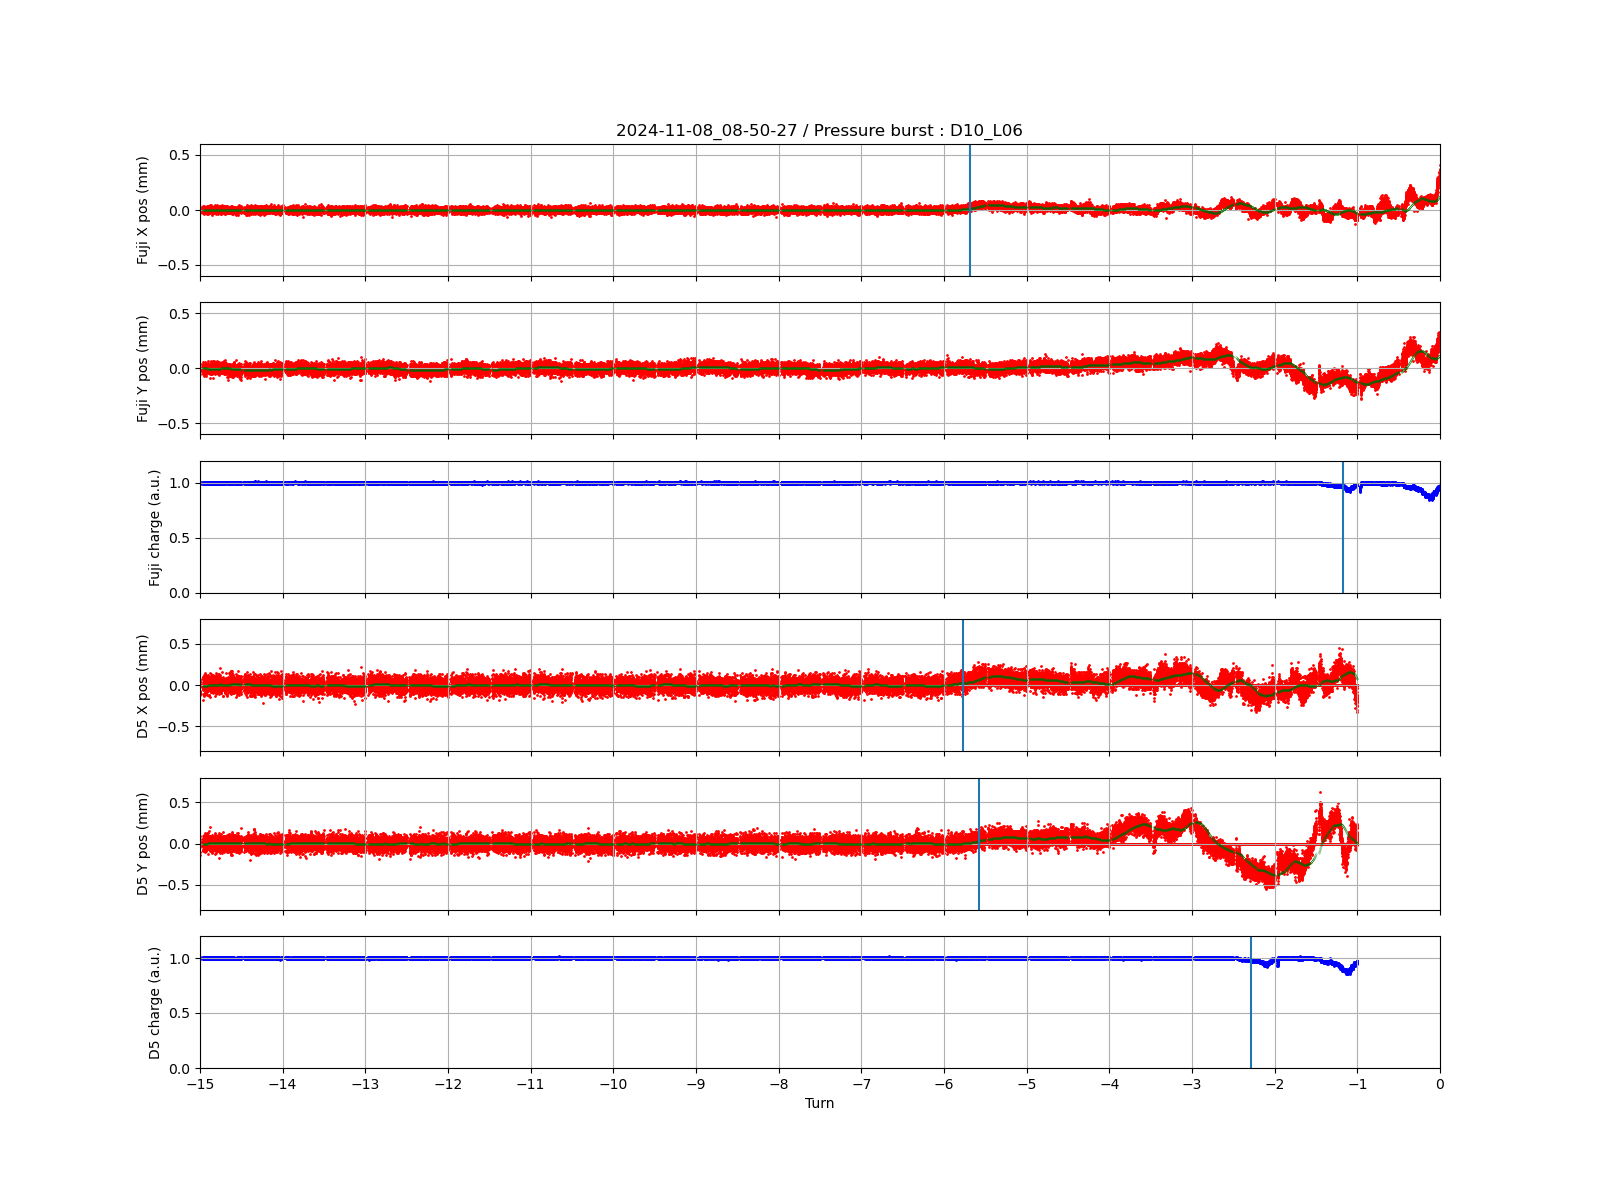 2024-11-08_08-50-27 / Pressure burst : D10_L06
Fuji X pos (mm)
0.5
0.0
−0.5
Fuji Y pos (mm)
0.5
0.0
−0.5
Fuji charge (a.u.)
1.0
0.5
0.0
D5 X pos (mm)
0.5
0.0
−0.5
D5 Y pos (mm)
0.5
0.0
−0.5
D5 charge (a.u.)
1.0
0.5
0.0
−15 −14 −13 −12 −11 −10 −9 −8 −7 −6 −5 −4 −3 −2 −1 0
Turn